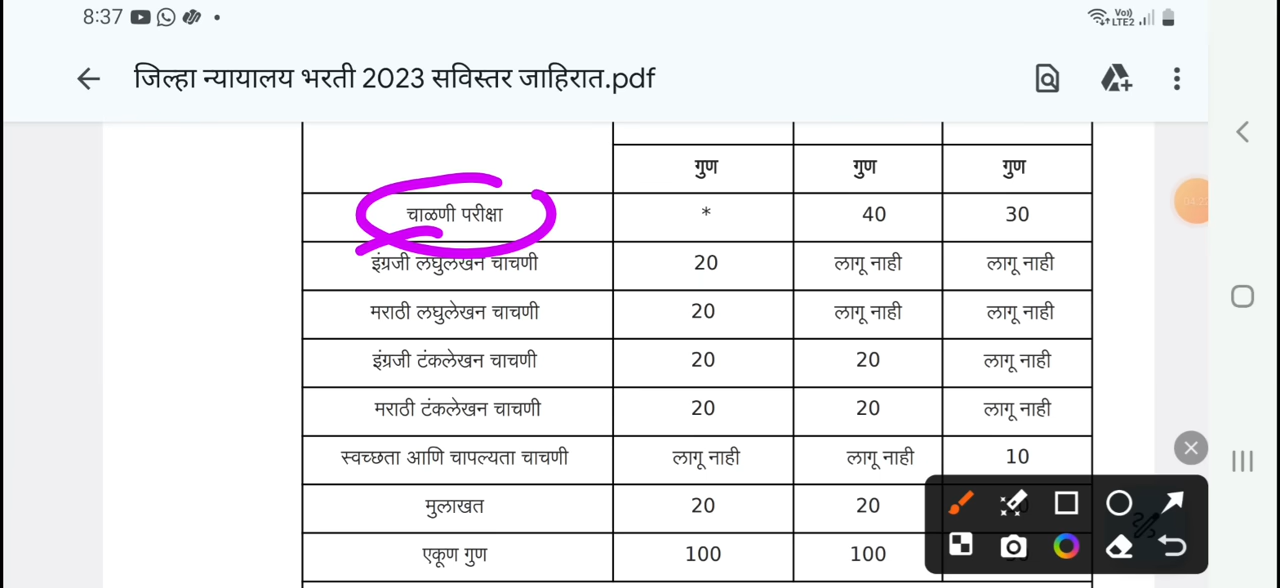 8:37 Vo)) LTE2
जिल्हा न्यायालय भरती 2023 सविस्तर जाहिरात.pdf
गुण गुण गुण
चाळणी परीक्षा * 40 30
इंग्रजी लघुलेखन चाचणी 20 लागू नाही लागू नाही
मराठी लघुलेखन चाचणी 20 लागू नाही लागू नाही
इंग्रजी टंकलेखन चाचणी 20 20 लागू नाही
मराठी टंकलेखन चाचणी 20 20 लागू नाही
स्वच्छता आणि चापल्यता चाचणी लागू नाही लागू नाही 10
मुलाखत 20 20
एकूण गुण 100 100